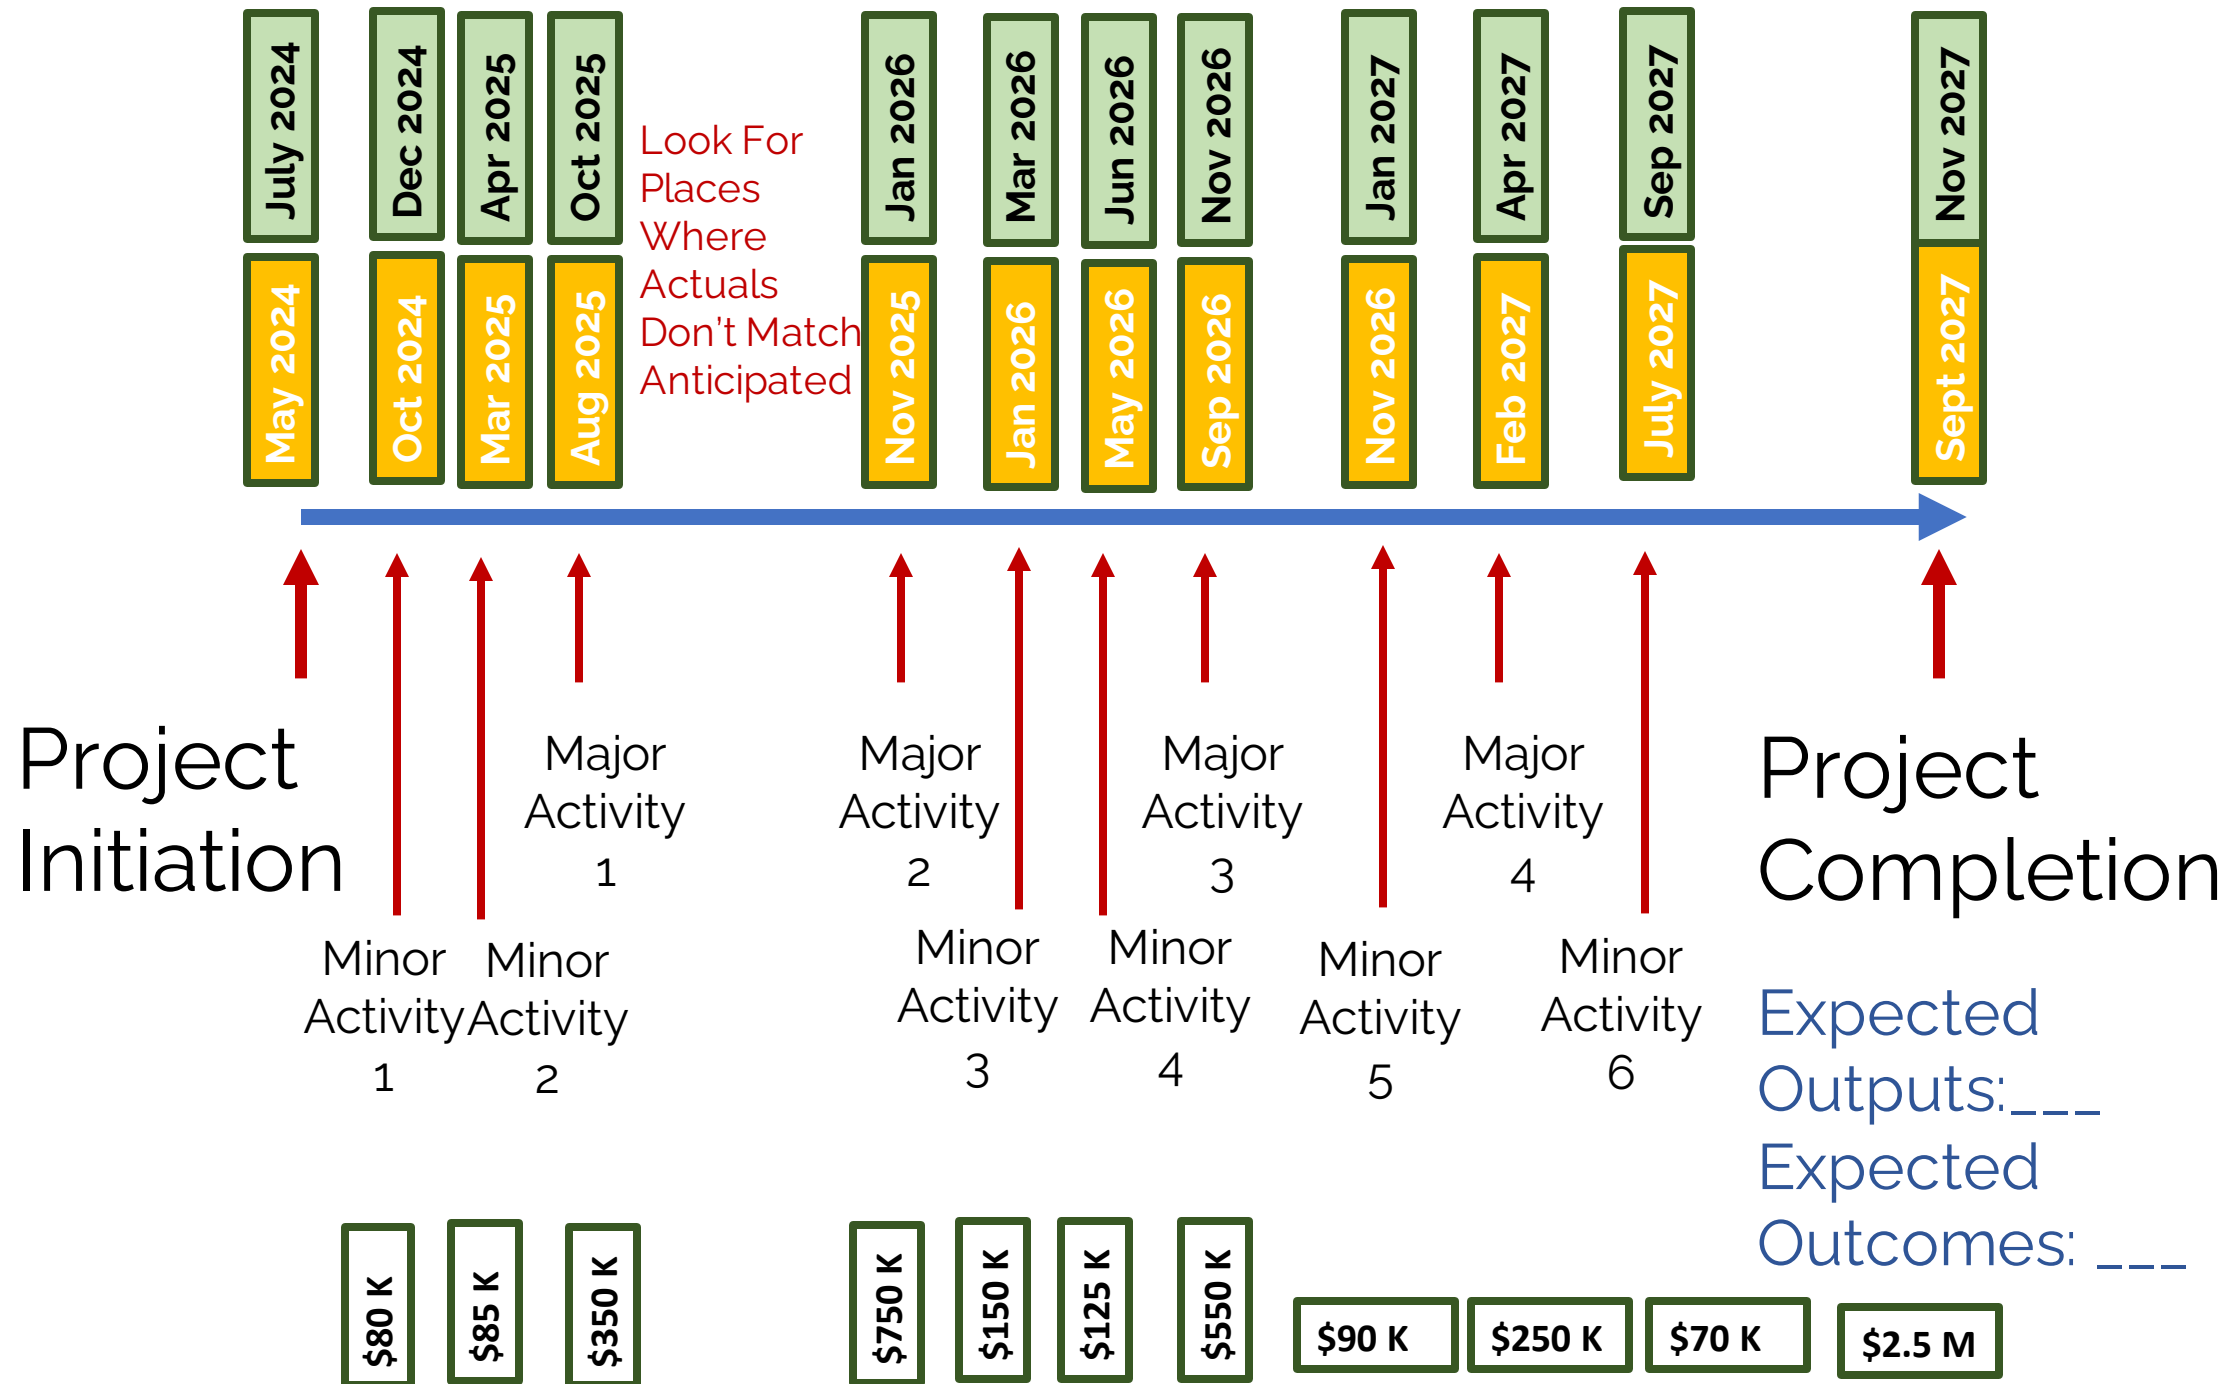 July 2024
Dec 2024
Apr 2025
Oct 2025
Jan 2026
Mar 2026
Jun 2026
Nov 2026
Jan 2027
Apr 2027
Sep 2027
Nov 2027
Look For
Places
Where
Actuals
Don't Match
Anticipated
May 2024
Oct 2024
Mar 2025
Aug 2025
Nov 2025
Jan 2026
May 2026
Sep 2026
Nov 2026
Feb 2027
July 2027
Sept 2027
Project
Initiation
Major
Activity
1
Major
Activity
2
Major
Activity
3
Major
Activity
4
Project
Completion
Minor
Activity
1
Minor
Activity
2
Minor
Activity
3
Minor
Activity
4
Minor
Activity
5
Minor
Activity
6
Expected
Outputs:___
Expected
Outcomes: ___
$80 K
$85 K
$350 K
$750 K
$150 K
$125 K
$550 K
$90 K
$250 K
$70 K
$2.5 M